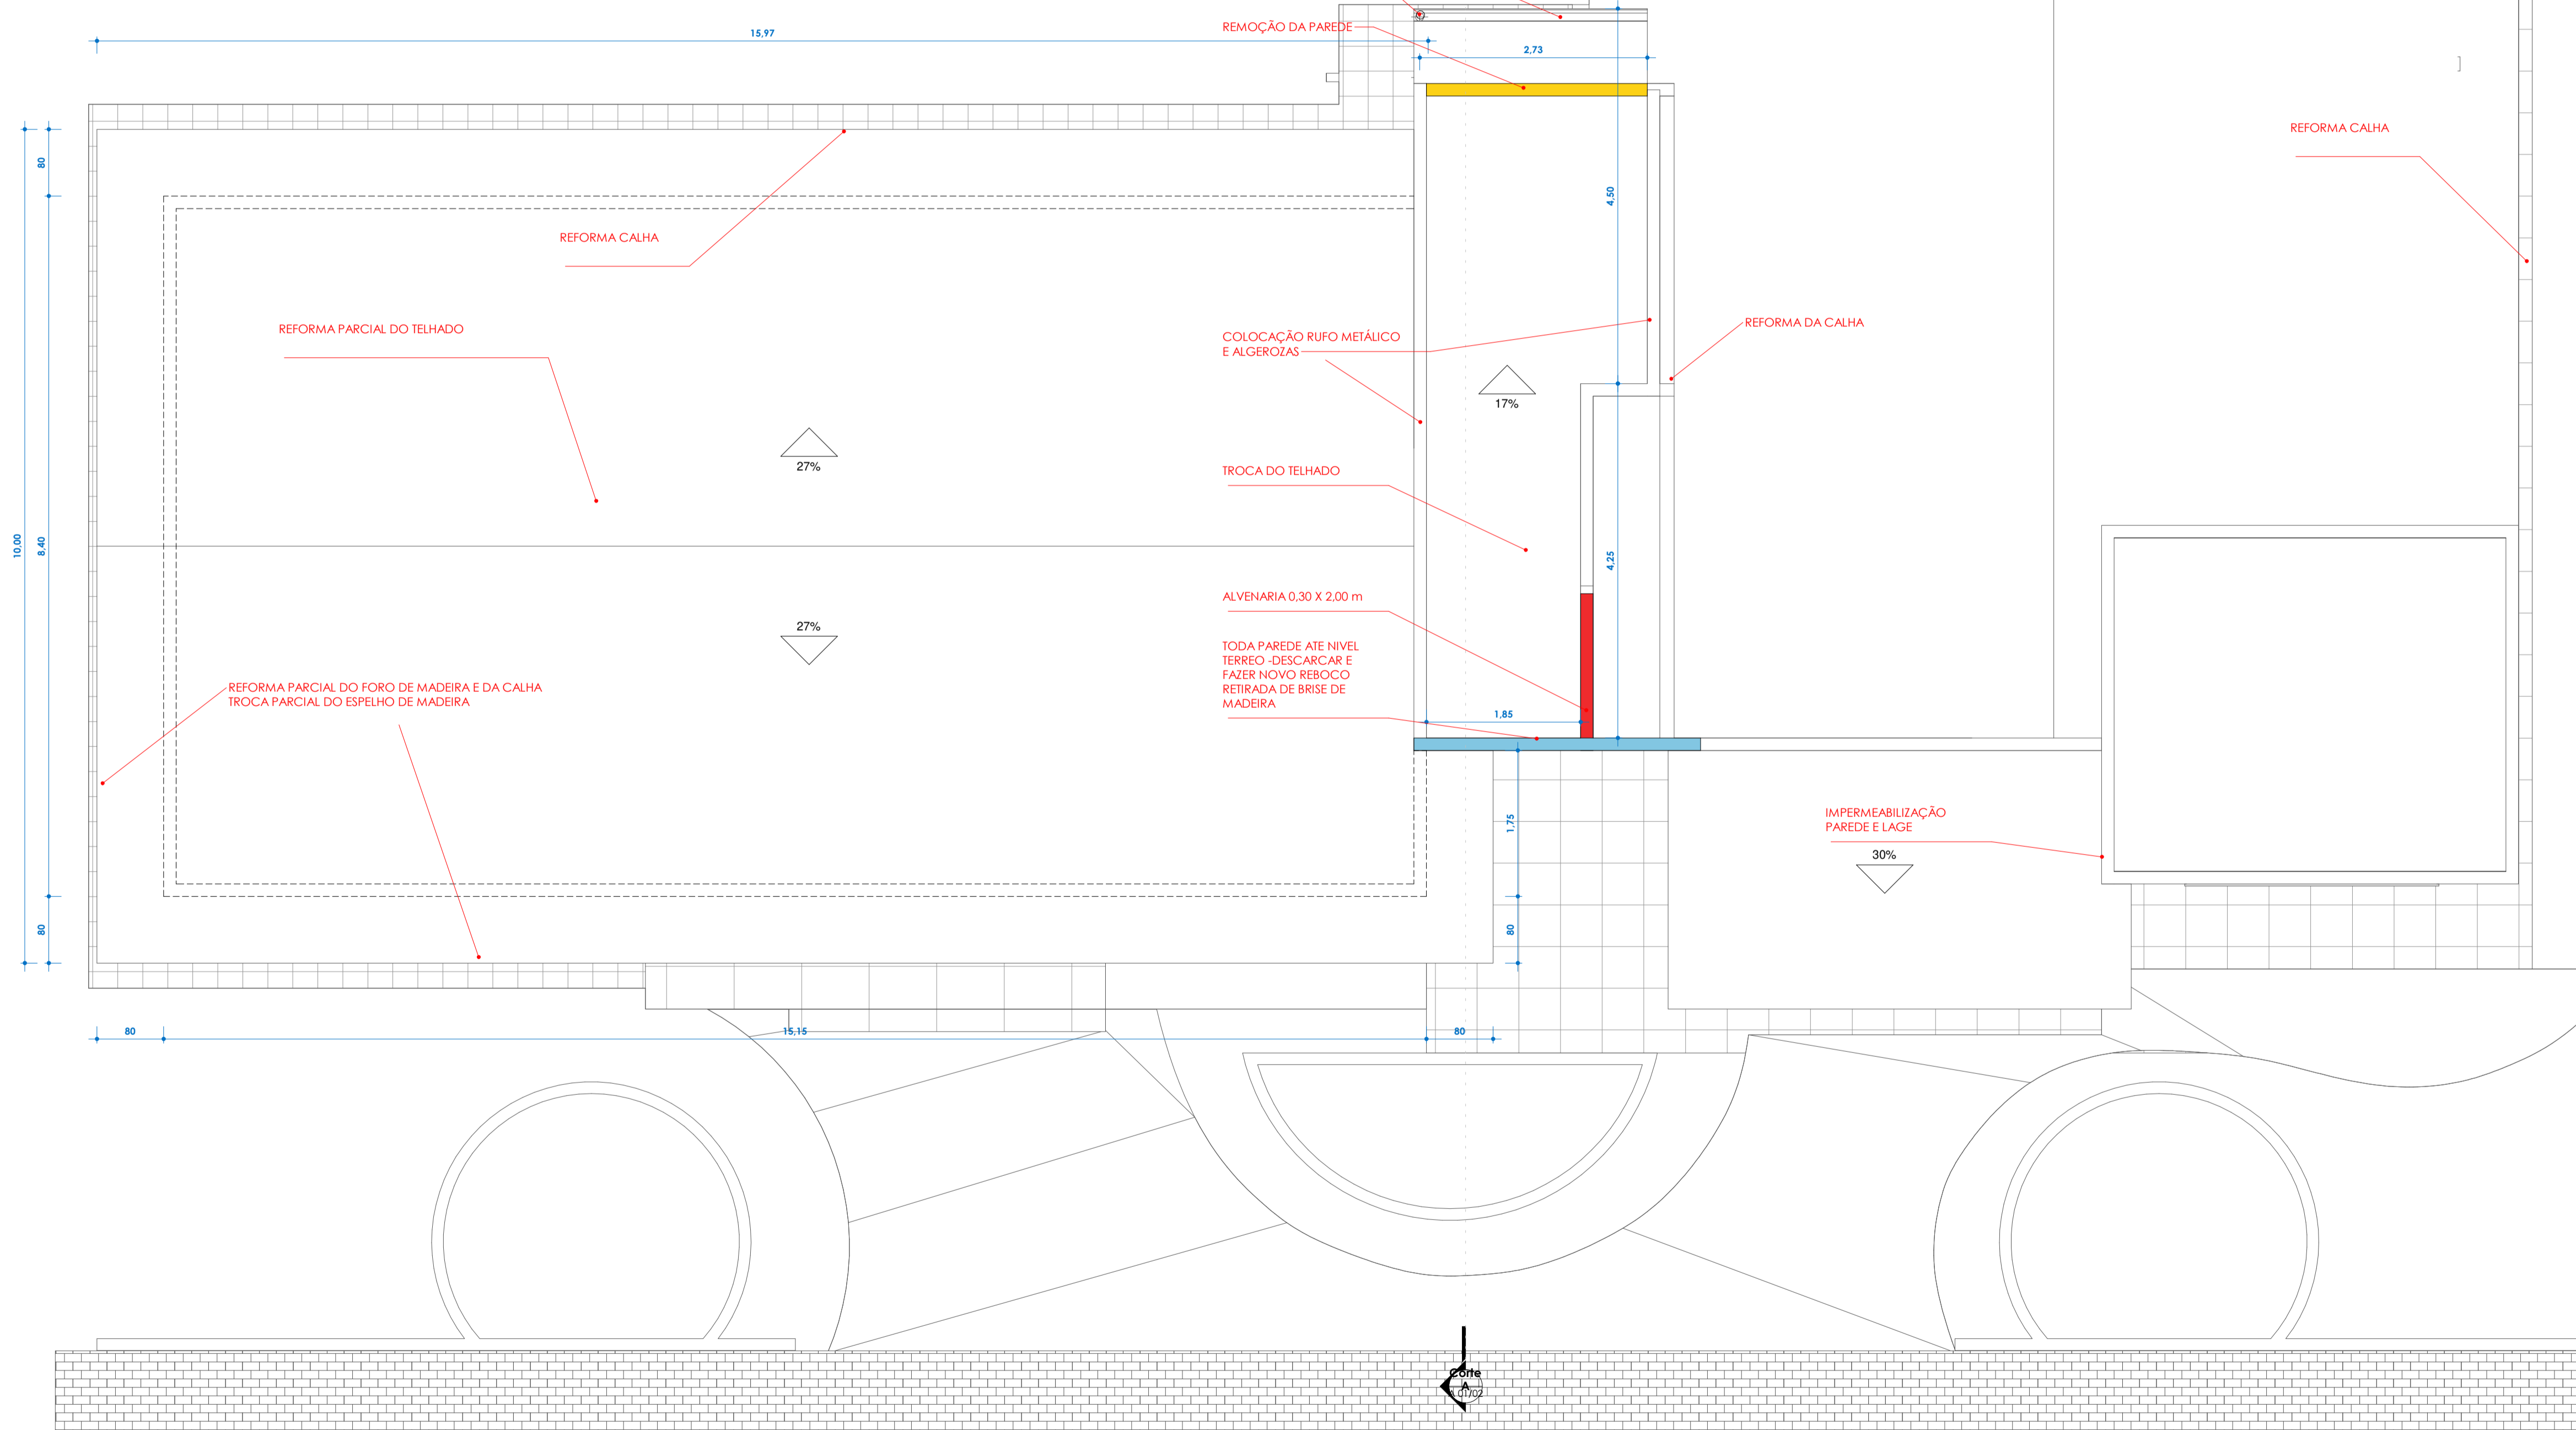 REMOÇÃO DA PAREDE
15,97
2,73
REFORMA CALHA
80
4,50
REFORMA CALHA
REFORMA PARCIAL DO TELHADO
COLOCAÇÃO RUFO METÁLICO
E ALGEROZAS
REFORMA DA CALHA
17%
27%
TROCA DO TELHADO
10,00
8,40
4,25
ALVENARIA 0,30 X 2,00 m
27%
TODA PAREDE ATE NIVEL
TERREO -DESCARCAR E
FAZER NOVO REBOCO
RETIRADA DE BRISE DE
MADEIRA
REFORMA PARCIAL DO FORO DE MADEIRA E DA CALHA
TROCA PARCIAL DO ESPELHO DE MADEIRA
1,85
IMPERMEABILIZAÇÃO
PAREDE E LAGE
1,75
30%
80
80
80
15,15
80
Corte
A
01/02